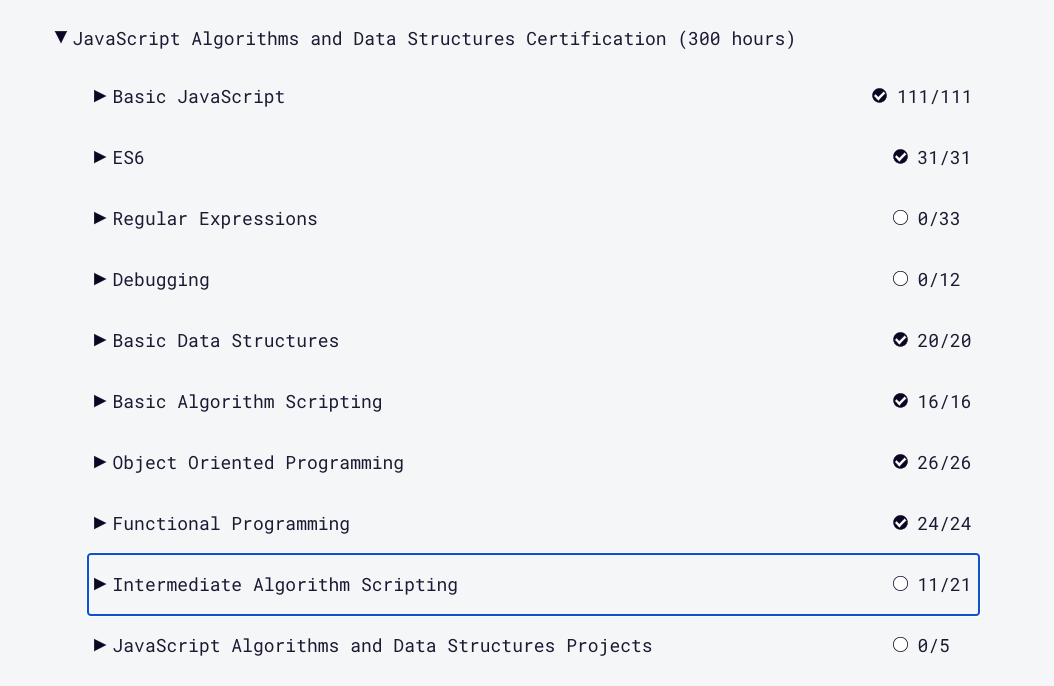 JavaScript Algorithms and Data Structures Certification (300 hours)
Basic JavaScript 111/111
ES6 31/31
Regular Expressions 0/33
Debugging 0/12
Basic Data Structures 20/20
Basic Algorithm Scripting 16/16
Object Oriented Programming 26/26
Functional Programming 24/24
Intermediate Algorithm Scripting 11/21
JavaScript Algorithms and Data Structures Projects 0/5